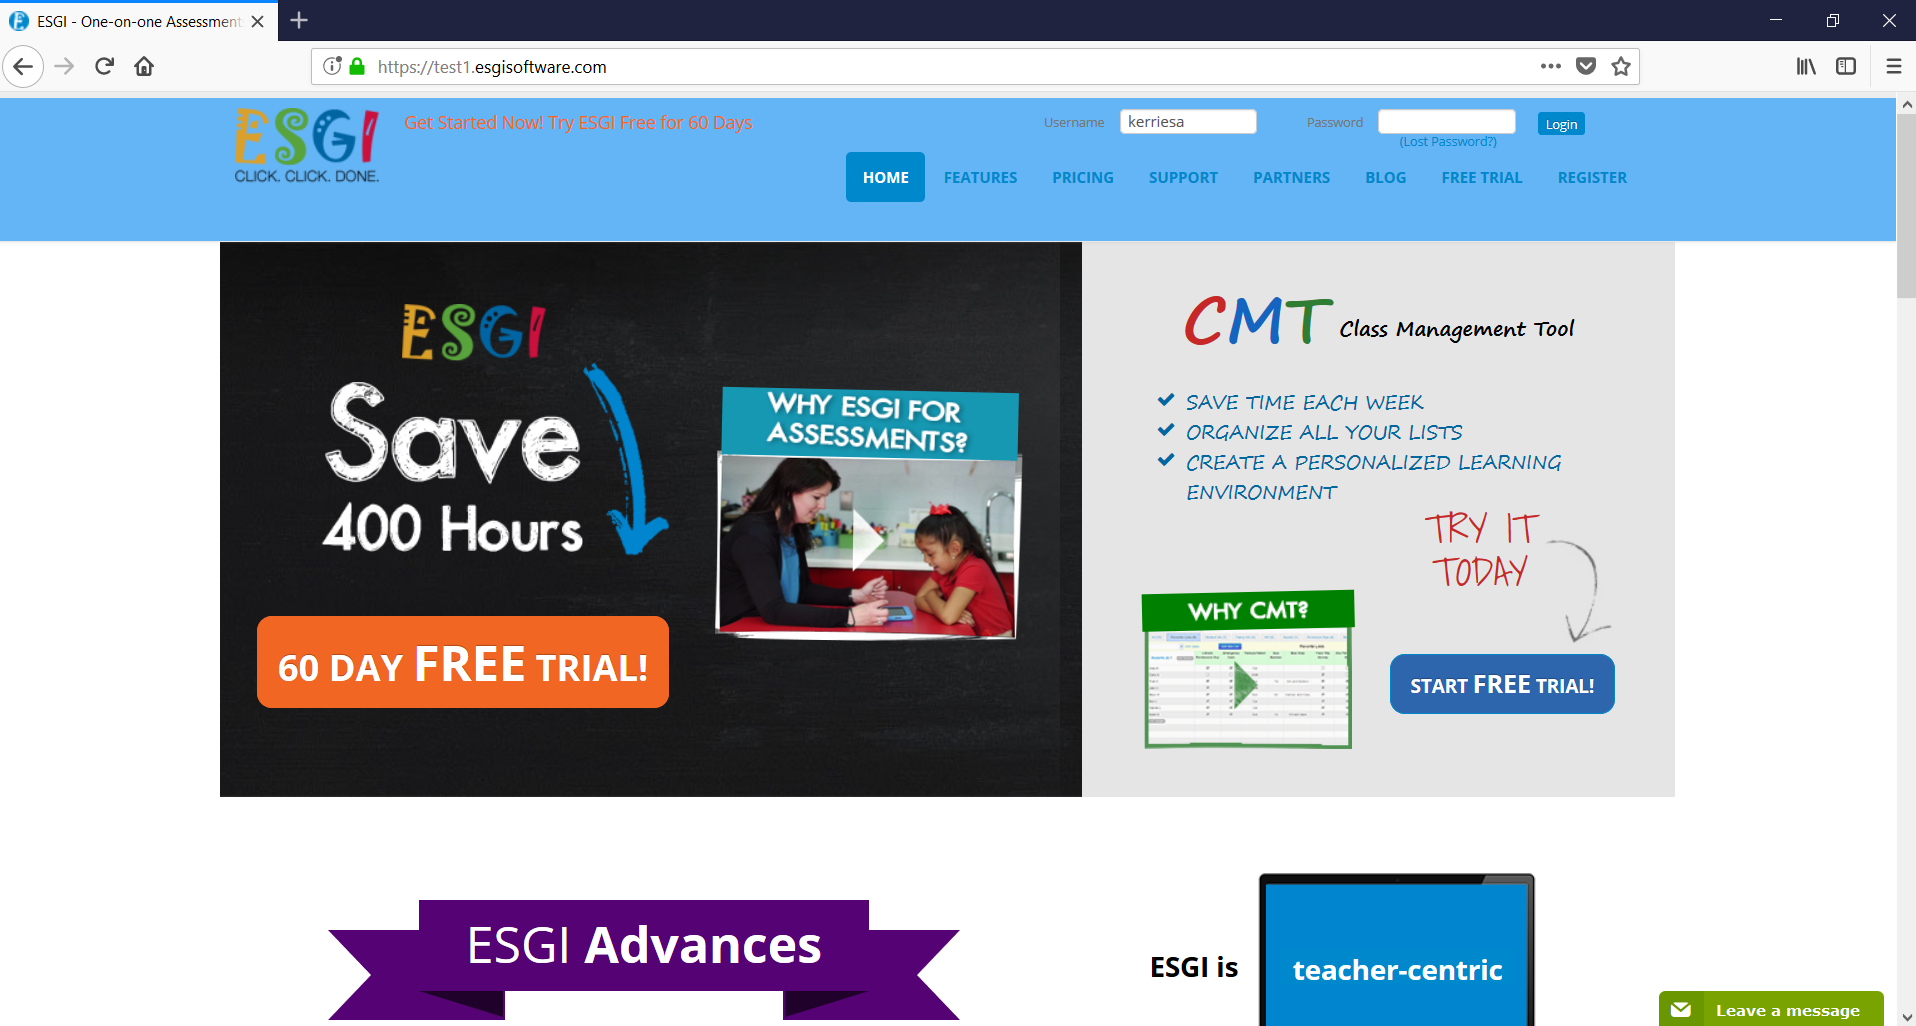 ESGI - One-on-one Assessment
https://test1.esgisoftware.com
ESGI
CLICK. CLICK. DONE.
Get Started Now! Try ESGI Free for 60 Days
Username kerriesa Password Login
(Lost Password?)
HOME FEATURES PRICING SUPPORT PARTNERS BLOG FREE TRIAL REGISTER
ESGI
Save
400 Hours
WHY ESGI FOR
ASSESSMENTS?
60 DAY FREE TRIAL!
CMT Class Management Tool
SAVE TIME EACH WEEK
ORGANIZE ALL YOUR LISTS
CREATE A PERSONALIZED LEARNING
ENVIRONMENT
TRY IT
TODAY
WHY CMT?
START FREE TRIAL!
ESGI Advances
ESGI is
teacher-centric
Leave a message